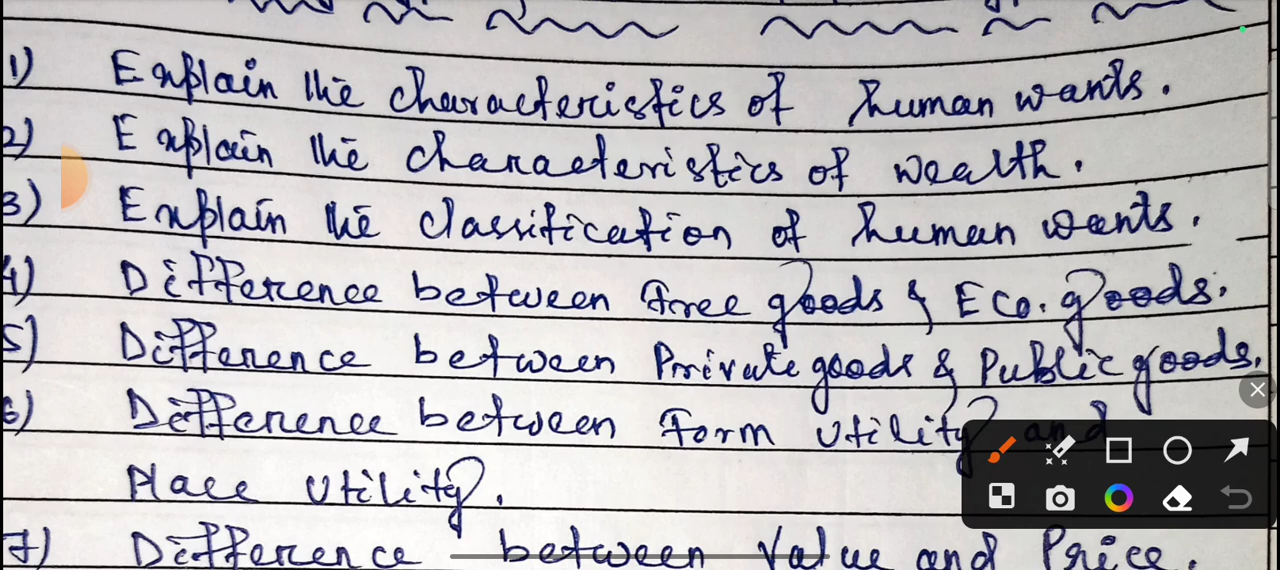 1) Explain the characteristics of human wants.
2) Explain the characteristics of wealth.
3) Explain the classification of human wants.
4) Difference between free goods & Eco. goods.
5) Difference between Private goods & Public goods.
6) Difference between Form utility and
Place utility.
7) Difference between Value and Price.